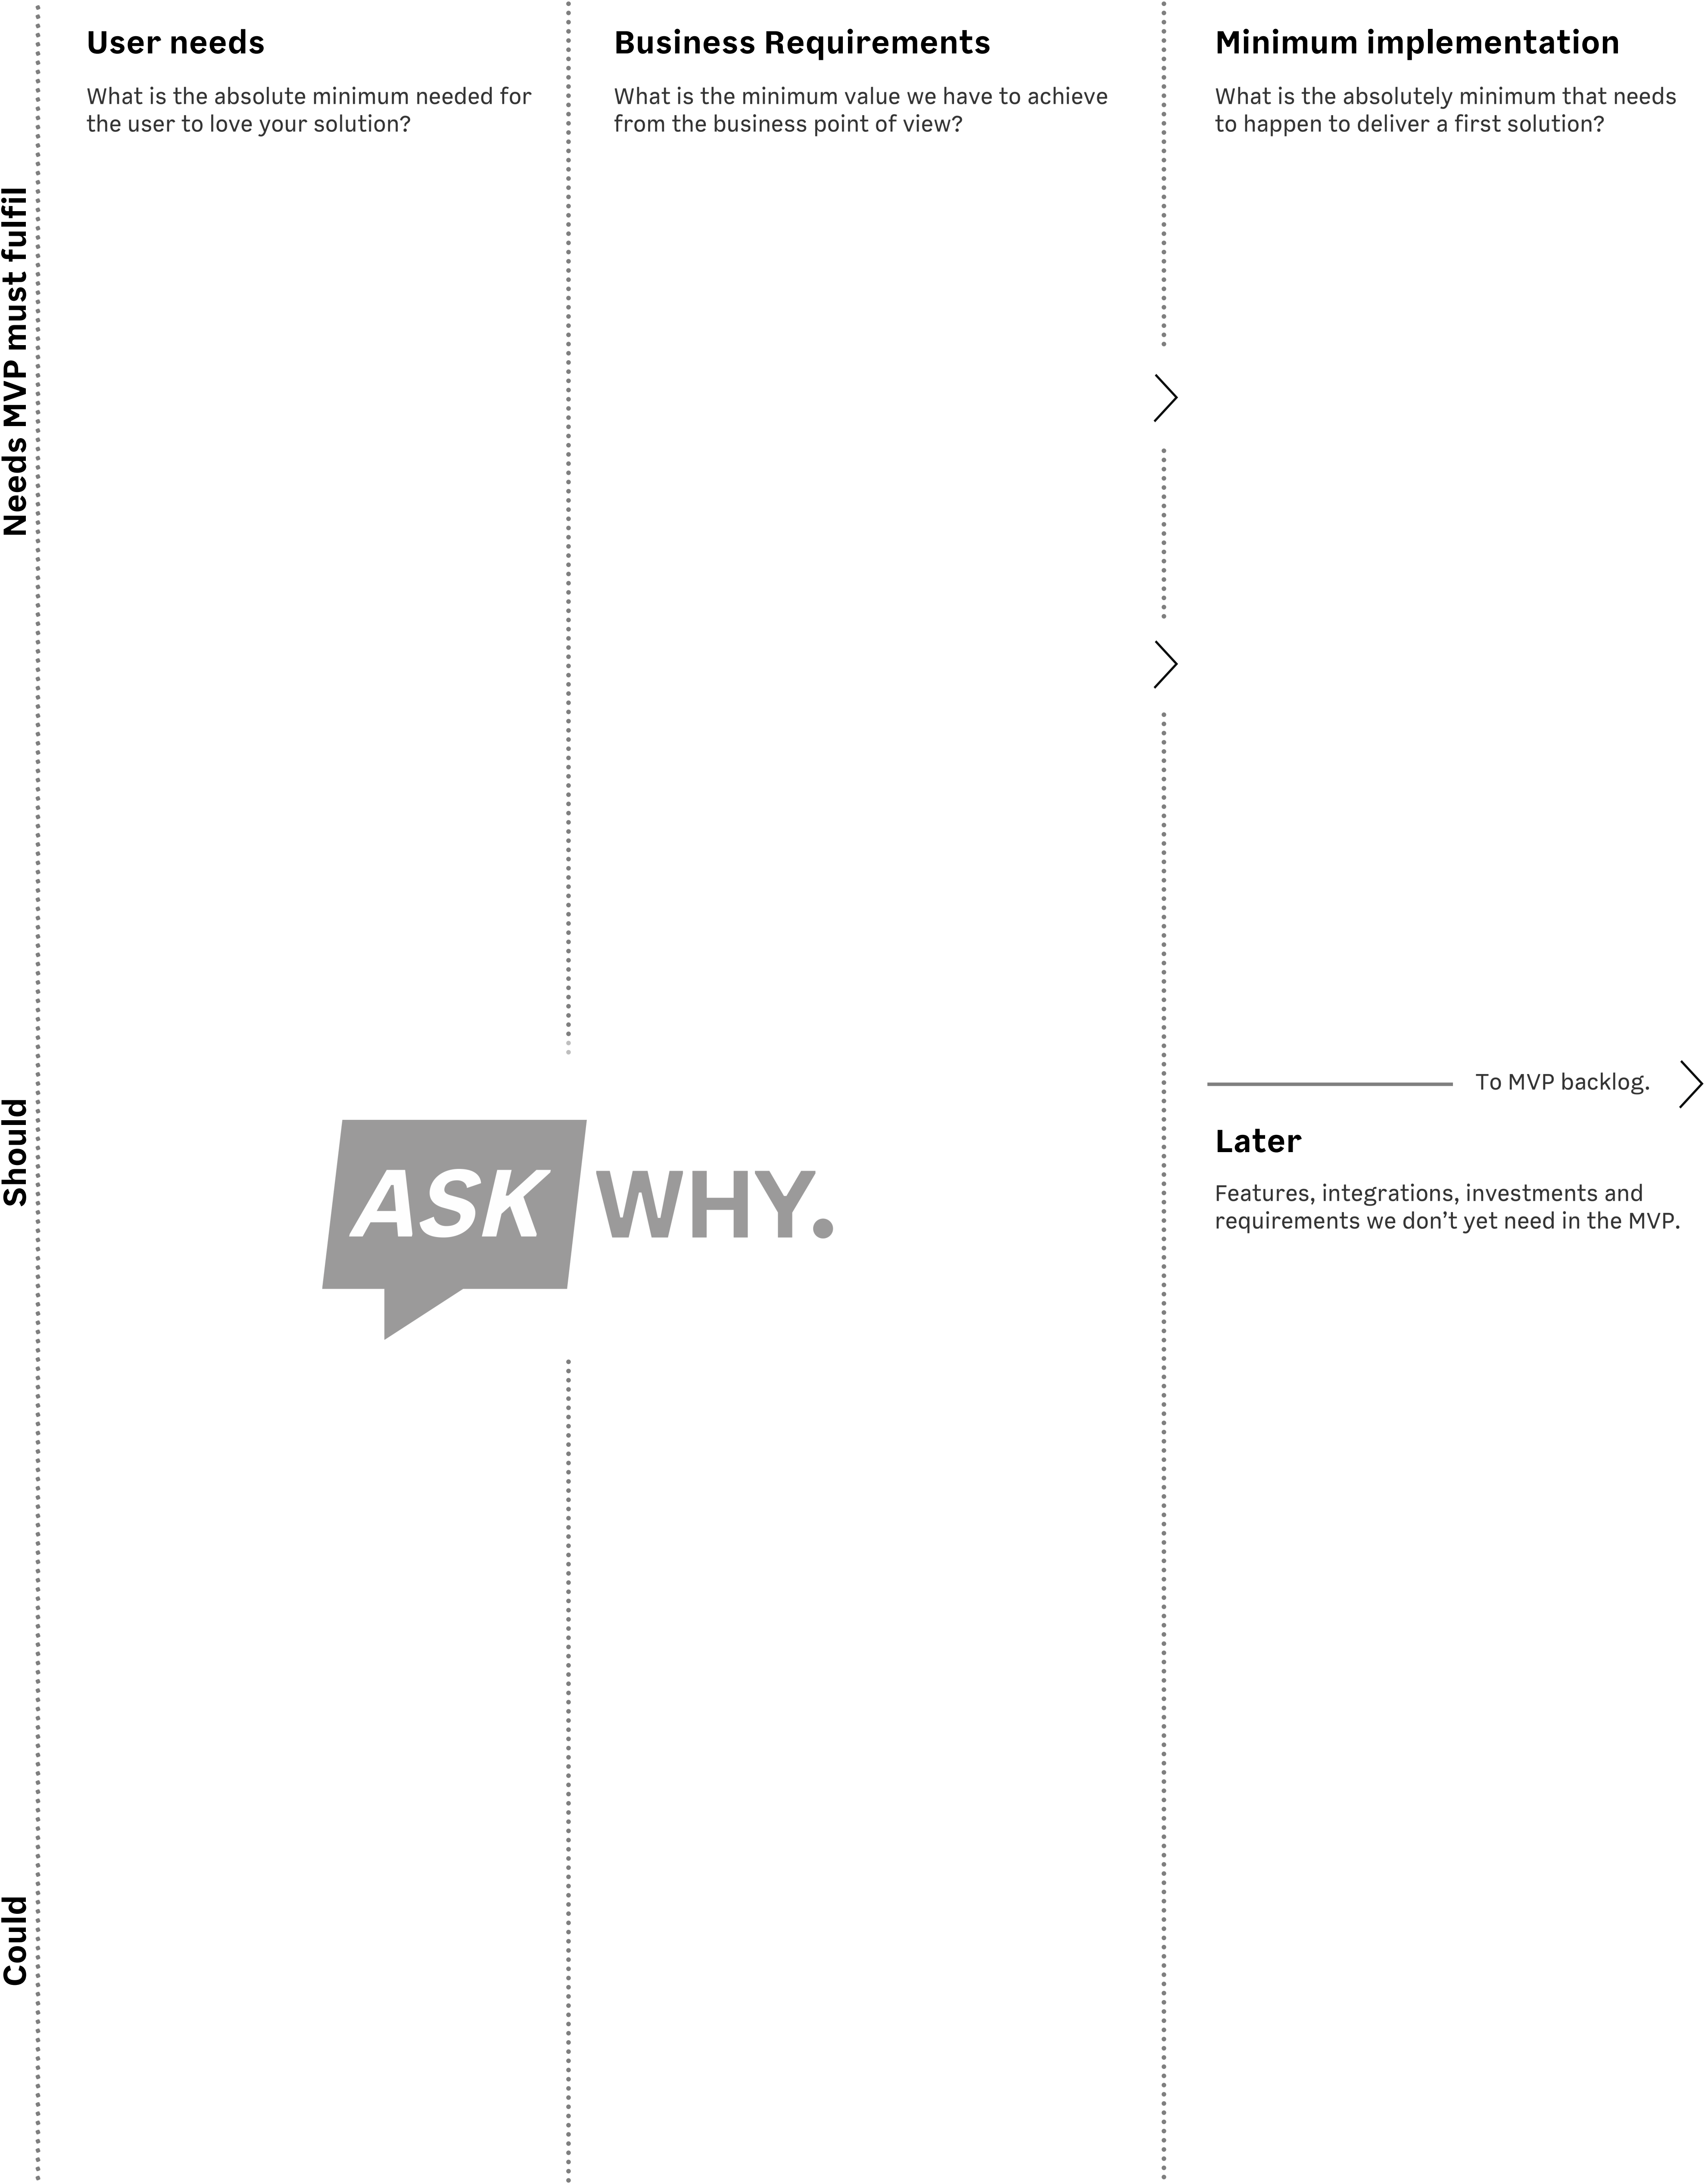 User needs
What is the absolute minimum needed for
the user to love your solution?
Business Requirements
What is the minimum value we have to achieve
from the business point of view?
Minimum implementation
What is the absolutely minimum that needs
to happen to deliver a first solution?
Needs MVP must fulfil
To MVP backlog.
Should
ASK WHY.
Later
Features, integrations, investments and
requirements we don’t yet need in the MVP.
Could